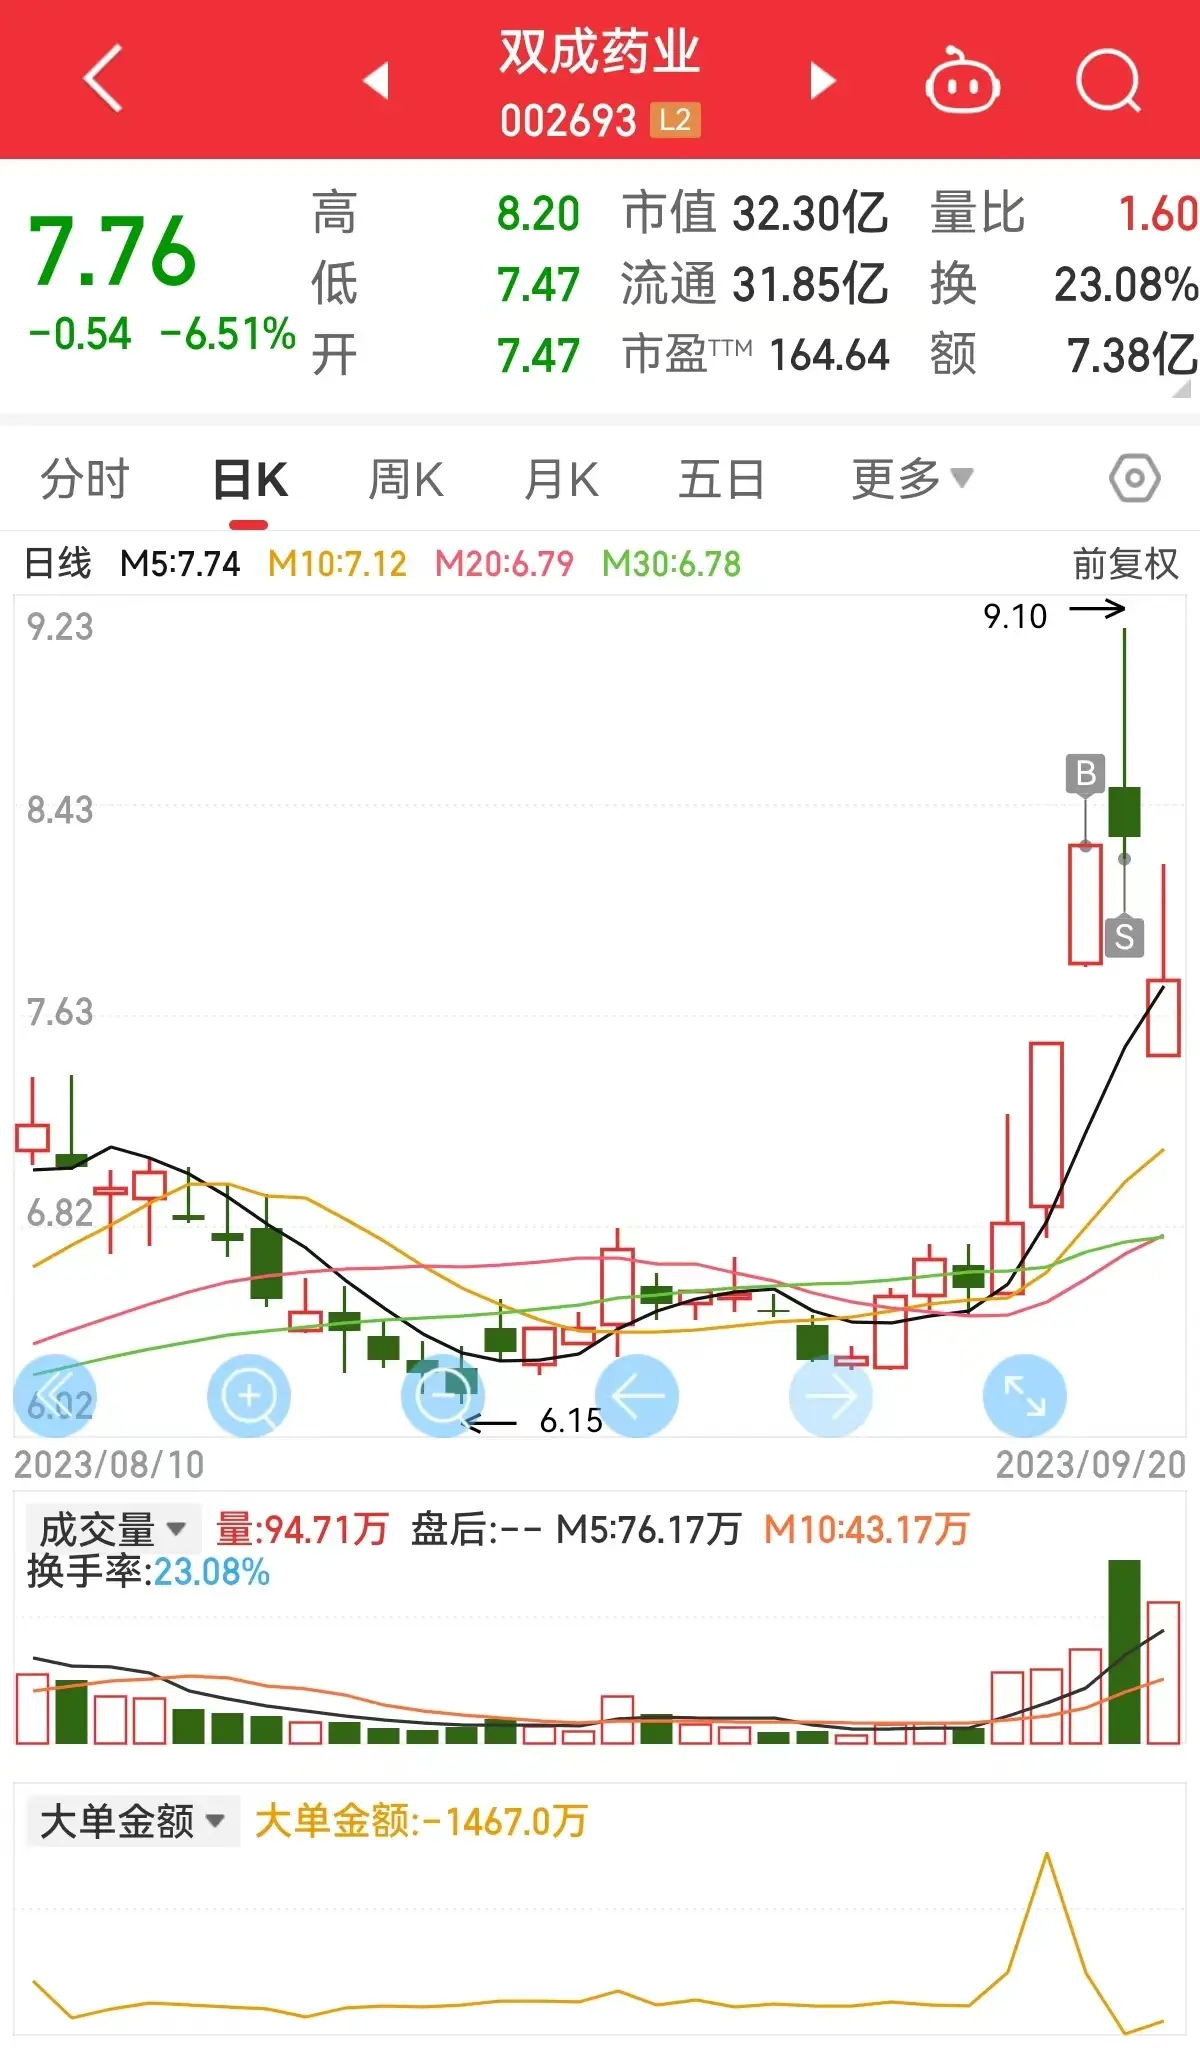 双成药业
002693 L2
7.76
-0.54 -6.51%
高 8.20 市值 32.30亿 量比 1.60
低 7.47 流通 31.85亿 换 23.08%
开 7.47 市盈TTM 164.64 额 7.38亿
分时 日K 周K 月K 五日 更多
日线 M5:7.74 M10:7.12 M20:6.79 M30:6.78 前复权
9.23
9.10
B
8.43
S
7.63
6.82
6.02
6.15
2023/08/10 2023/09/20
成交量 量:94.71万 盘后:-- M5:76.17万 M10:43.17万
换手率:23.08%
大单金额 大单金额:-1467.0万